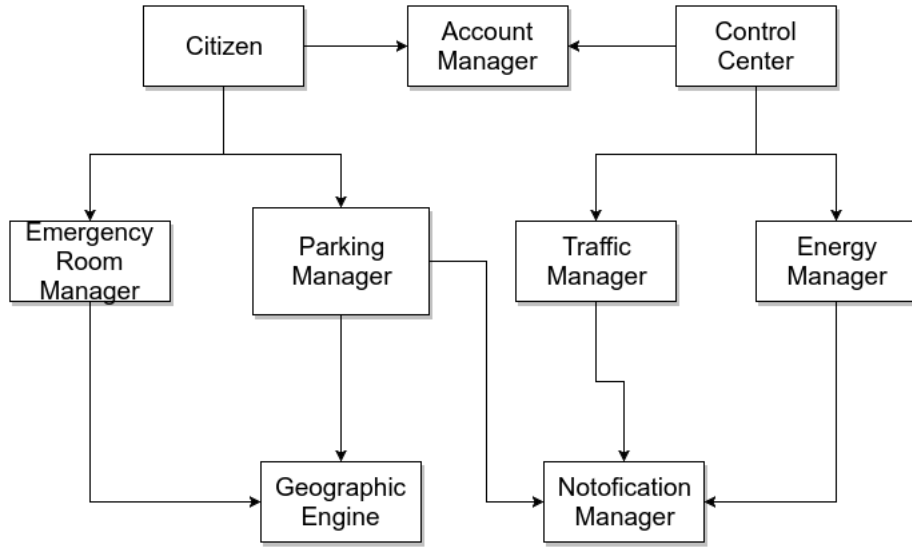 Citizen
Account
Manager
Control
Center
Emergency
Room
Manager
Parking
Manager
Traffic
Manager
Energy
Manager
Geographic
Engine
Notofication
Manager